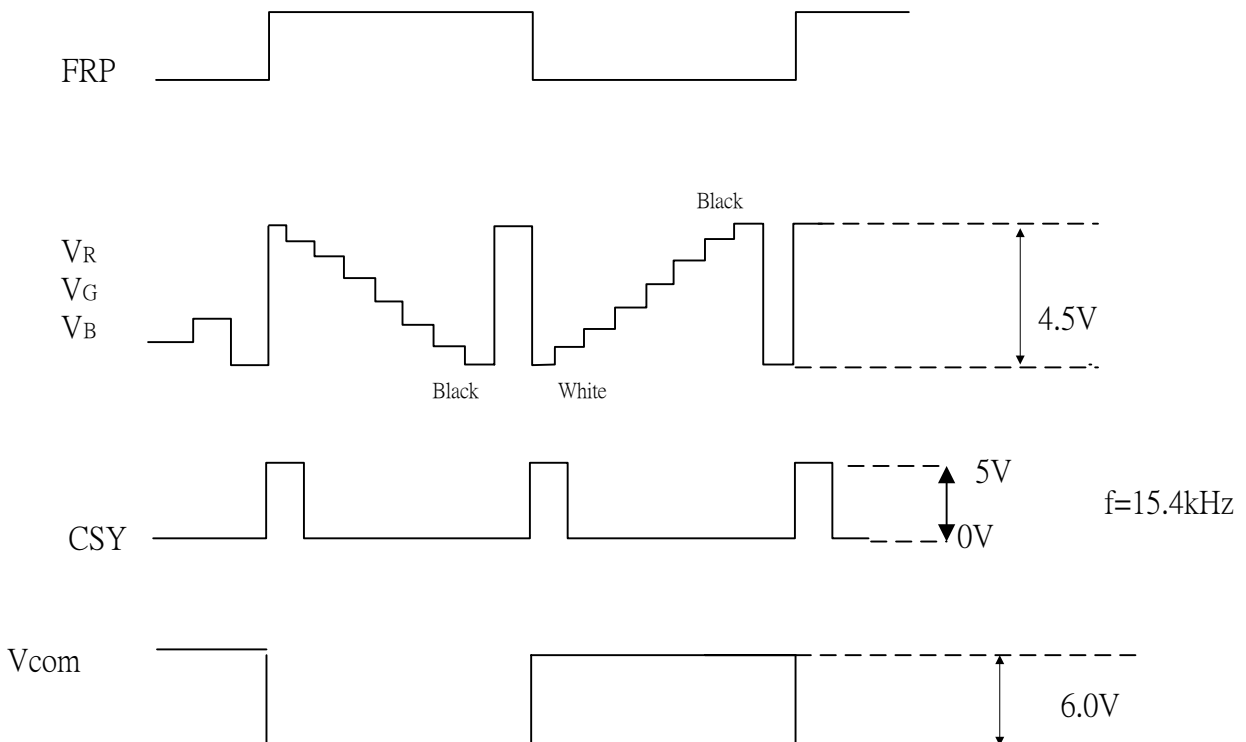 FRP
Black
VR
VG
VB
4.5V
Black
White
5V
f=15.4kHz
CSY
0V
Vcom
6.0V